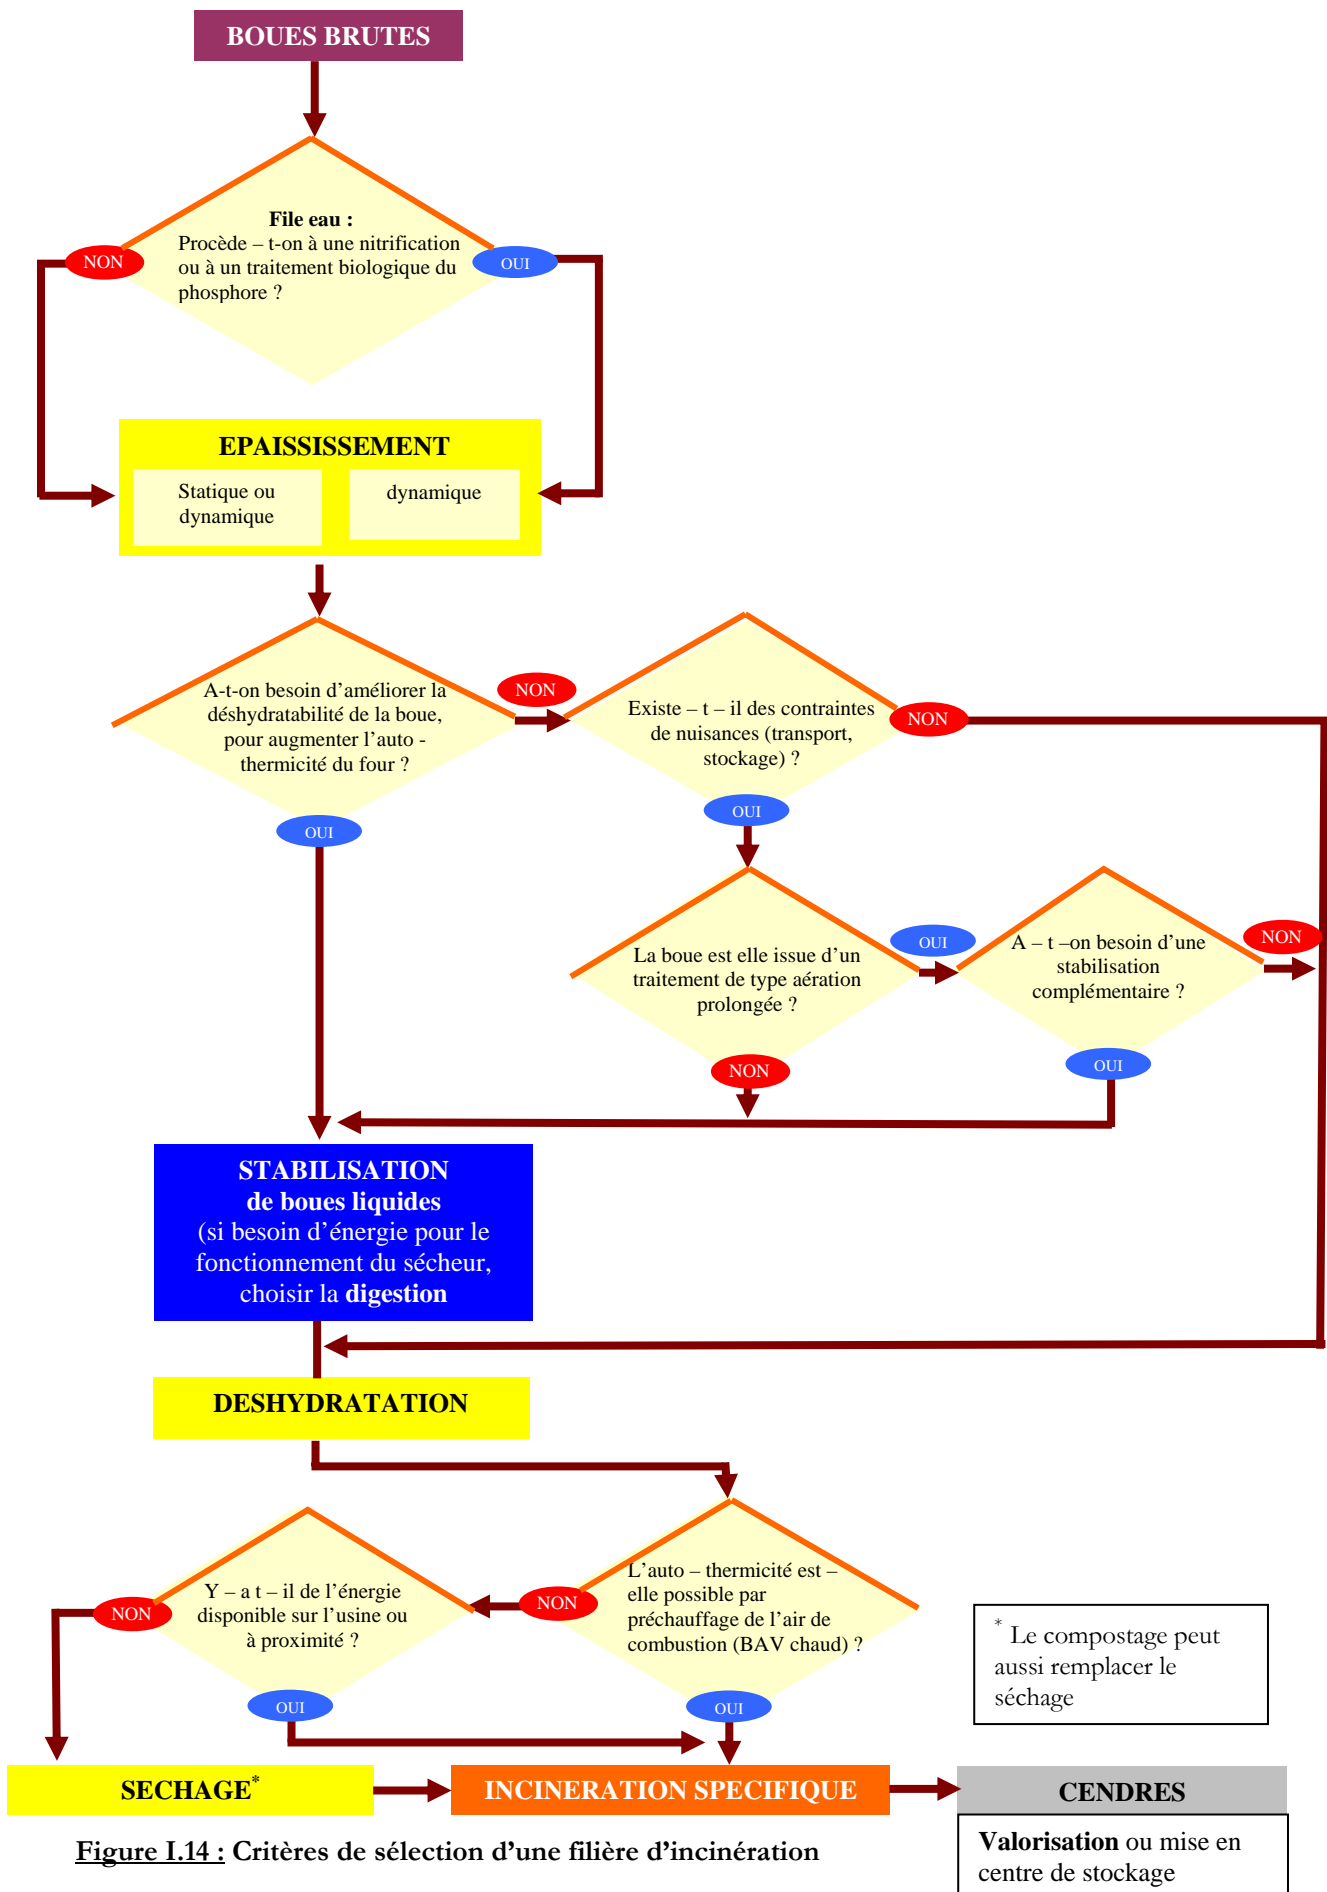 BOUES BRUTES
File eau :
Procède – t-on à une nitrification
ou à un traitement biologique du
phosphore ?
NON
OUI
EPAISSISSEMENT
Statique ou
dynamique
dynamique
A-t-on besoin d’améliorer la
déshydratabilité de la boue,
pour augmenter l’auto -
thermicité du four ?
NON
OUI
Existe – t – il des contraintes
de nuisances (transport,
stockage) ?
NON
OUI
La boue est elle issue d’un
traitement de type aération
prolongée ?
OUI
NON
A – t –on besoin d’une
stabilisation
complémentaire ?
NON
OUI
STABILISATION
de boues liquides
(si besoin d’énergie pour le
fonctionnement du sécheur,
choisir la digestion
DESHYDRATATION
L’auto – thermicité est –
elle possible par
préchauffage de l’air de
combustion (BAV chaud) ?
NON
OUI
Y – a t – il de l’énergie
disponible sur l’usine ou
à proximité ?
NON
OUI
* Le compostage peut
aussi remplacer le
séchage
SECHAGE*
INCINERATION SPECIFIQUE
CENDRES
Valorisation ou mise en
centre de stockage
Figure I.14 : Critères de sélection d’une filière d’incinération